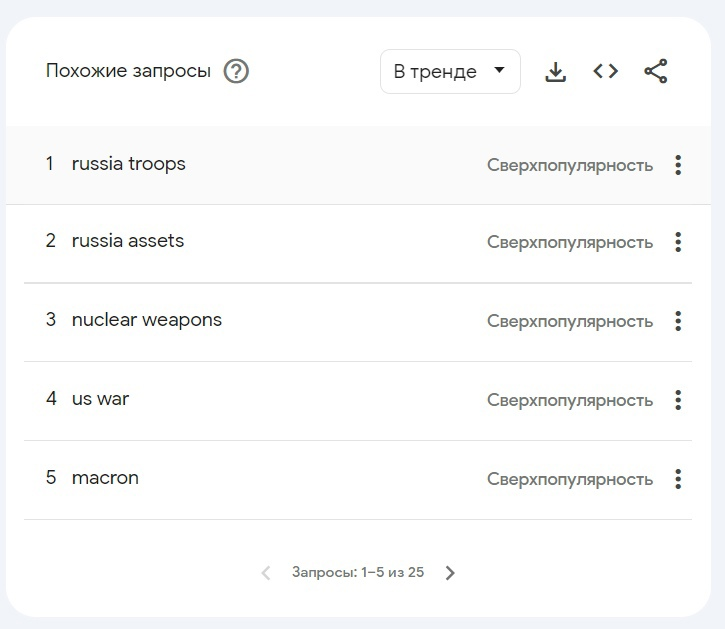 Похожие запросы ?
В тренде
1 russia troops Сверхпопулярность
2 russia assets Сверхпопулярность
3 nuclear weapons Сверхпопулярность
4 us war Сверхпопулярность
5 macron Сверхпопулярность
Запросы: 1–5 из 25